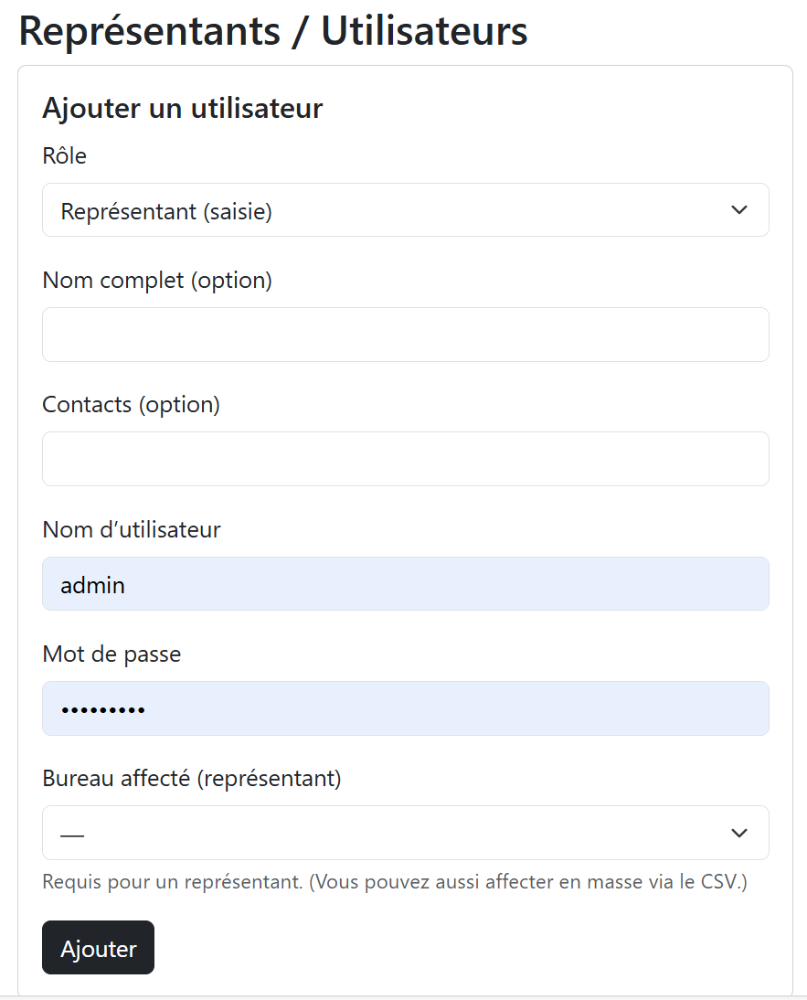 Représentants / Utilisateurs
Ajouter un utilisateur
Rôle
Représentant (saisie)
Nom complet (option)
Contacts (option)
Nom d’utilisateur
admin
Mot de passe
•••••••••
Bureau affecté (représentant)
—
Requis pour un représentant. (Vous pouvez aussi affecter en masse via le CSV.)
Ajouter